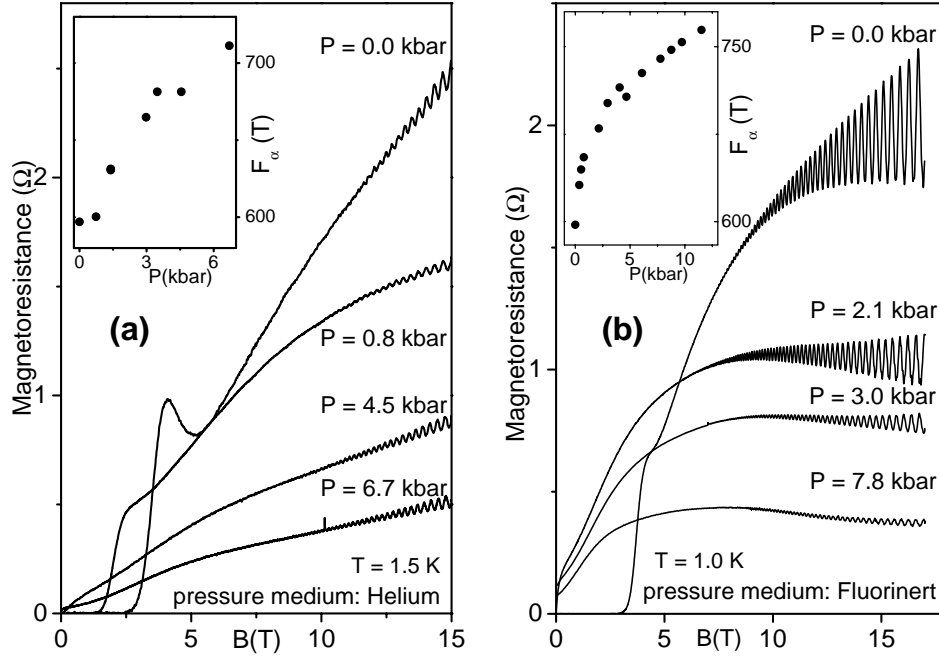 P = 0.0 kbar
700
F α (T)
600
0
3
6
P(kbar)
2
Magnetoresistance (Ω)
(a)
P = 0.8 kbar
1
P = 4.5 kbar
P = 6.7 kbar
T = 1.5 K
pressure medium: Helium
0
0
5
10
15
B(T)
P = 0.0 kbar
750
F α (T)
600
0
5
10
P(kbar)
2
Magnetoresistance (Ω)
(b)
P = 2.1 kbar
1
P = 3.0 kbar
P = 7.8 kbar
T = 1.0 K
pressure medium: Fluorinert
0
0
5
10
15
B(T)